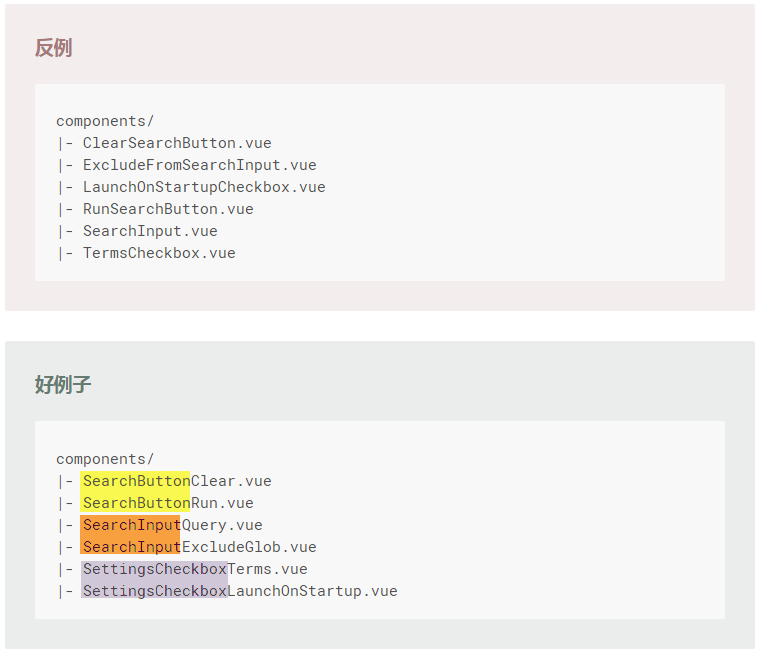 反例
components/
|- ClearSearchButton.vue
|- ExcludeFromSearchInput.vue
|- LaunchOnStartupCheckbox.vue
|- RunSearchButton.vue
|- SearchInput.vue
|- TermsCheckbox.vue
好例子
components/
|- SearchButtonClear.vue
|- SearchButtonRun.vue
|- SearchInputQuery.vue
|- SearchInputExcludeGlob.vue
|- SettingsCheckboxTerms.vue
|- SettingsCheckboxLaunchOnStartup.vue